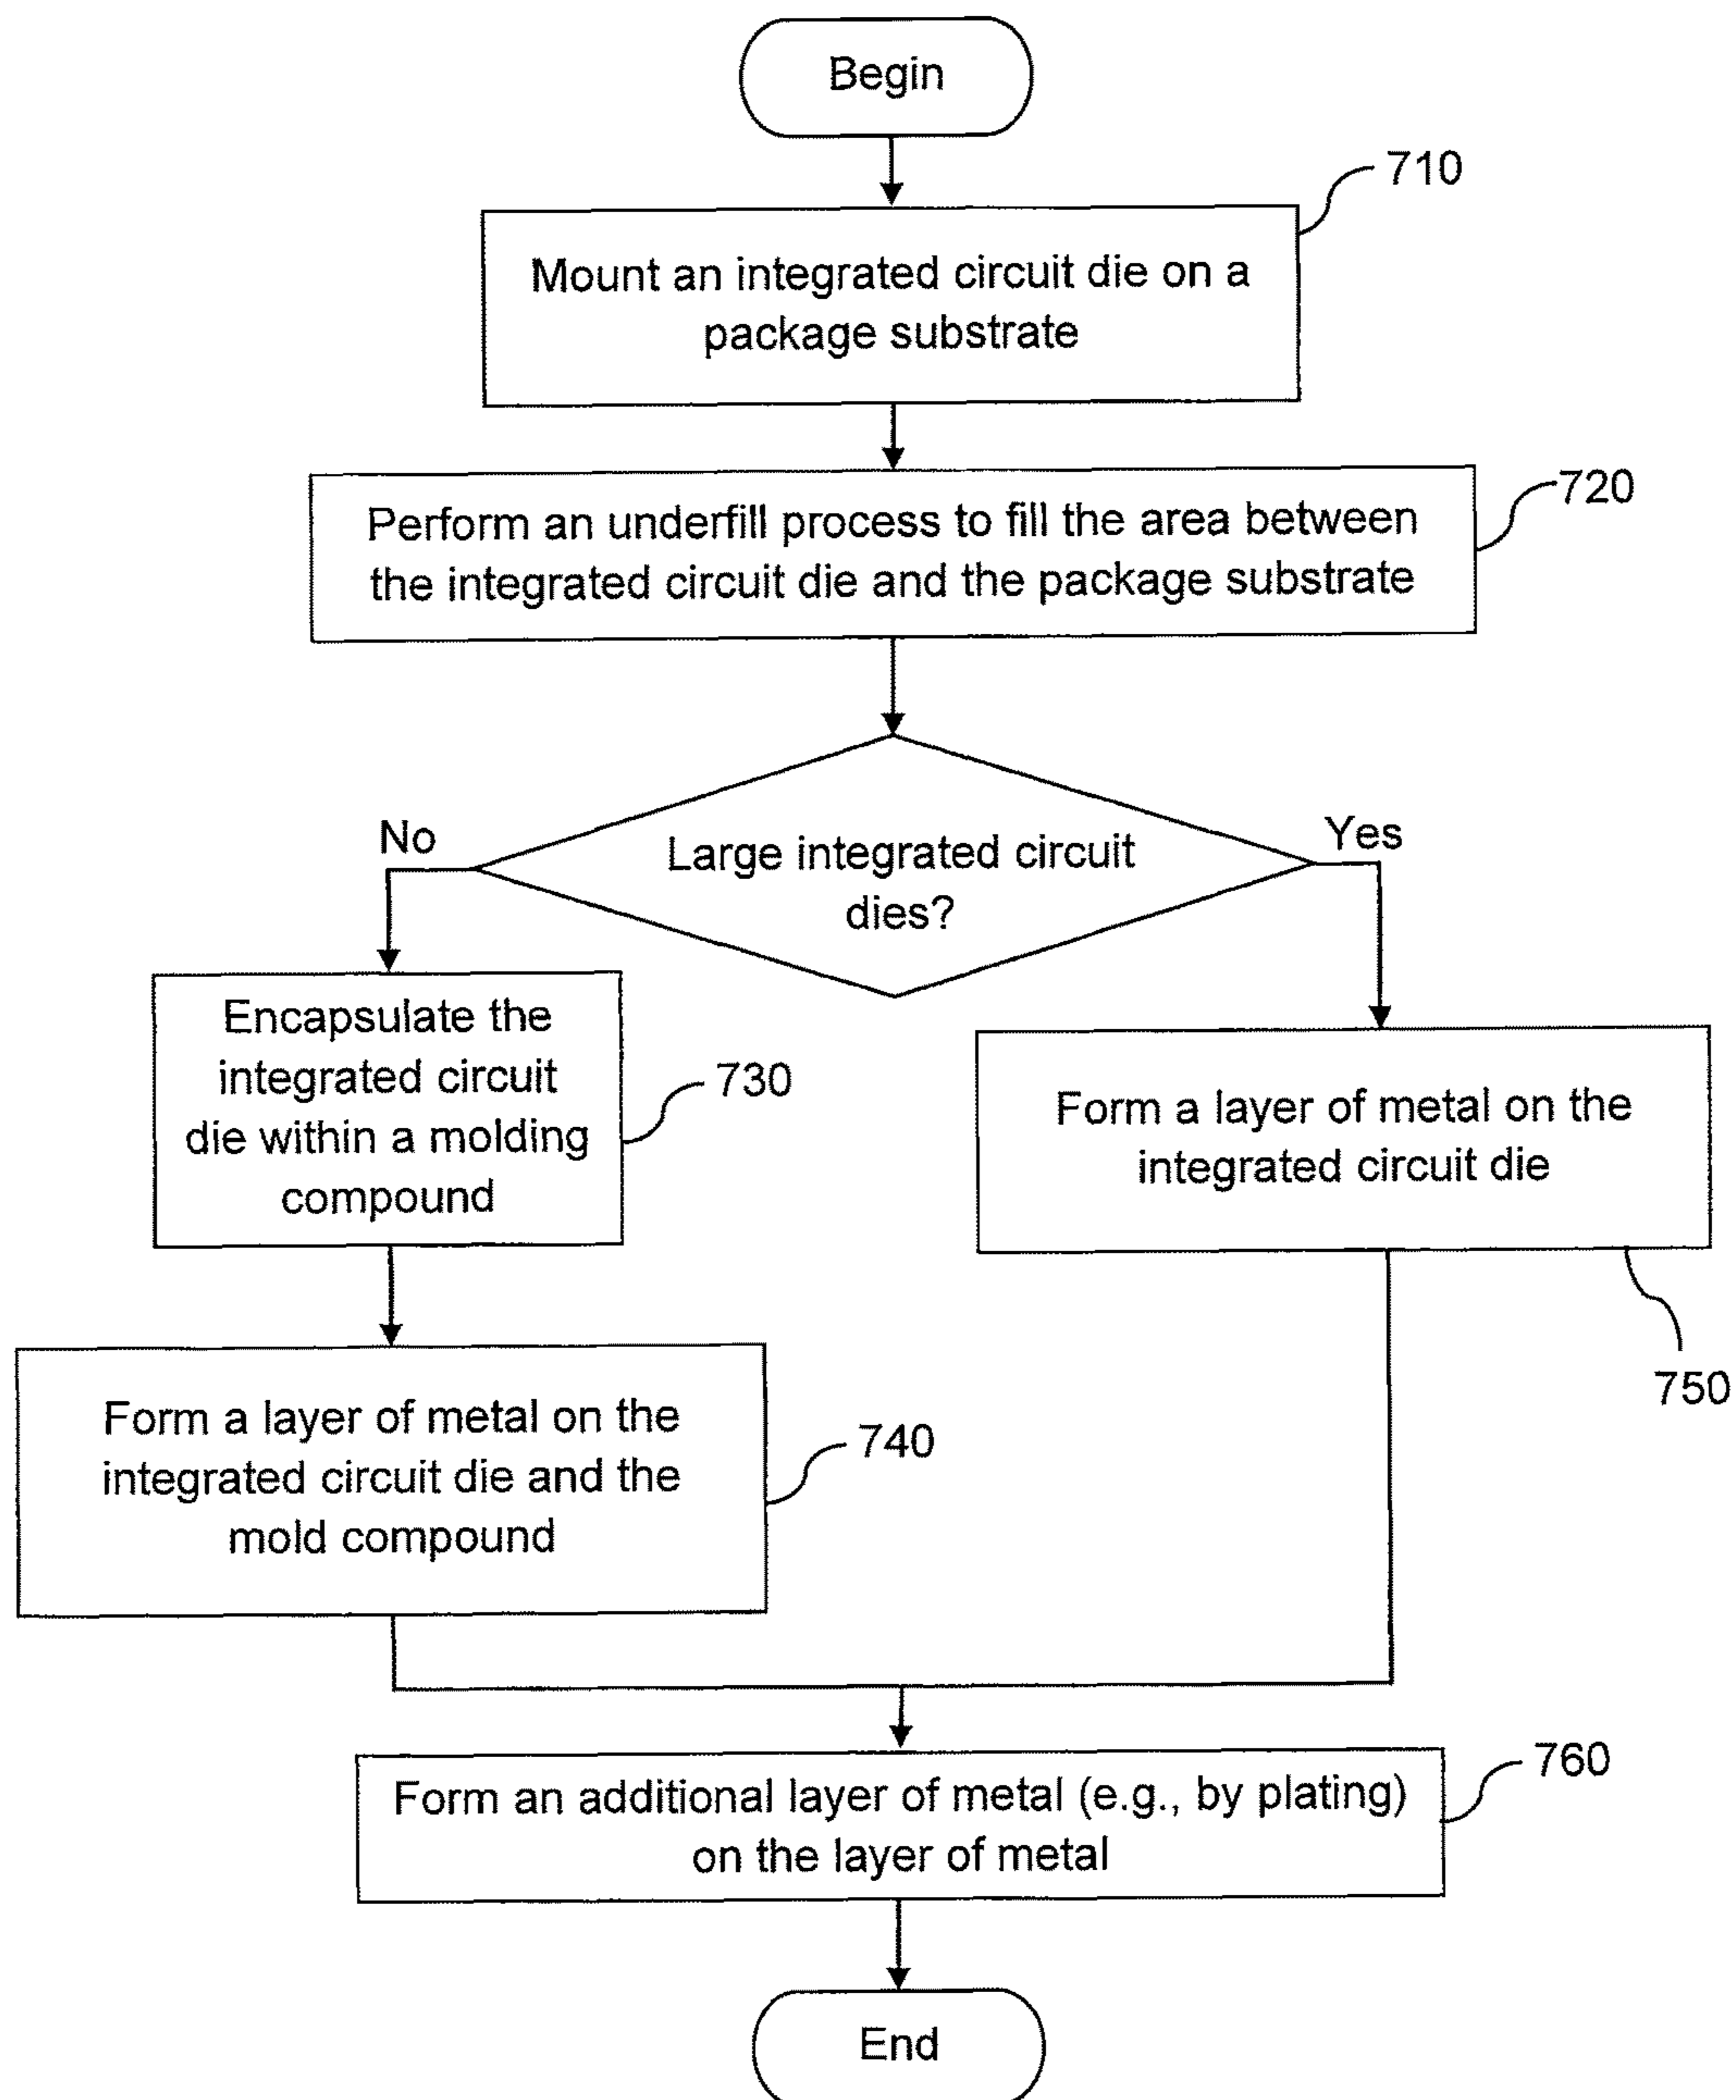 Begin
710
Mount an integrated circuit die on a
package substrate
720
Perform an underfill process to fill the area between
the integrated circuit die and the package substrate
No
Yes
Large integrated circuit
dies?
Encapsulate the
integrated circuit
die within a molding
compound
730
Form a layer of metal on the
integrated circuit die
750
Form a layer of metal on the
integrated circuit die and the
mold compound
740
760
Form an additional layer of metal (e.g., by plating)
on the layer of metal
End